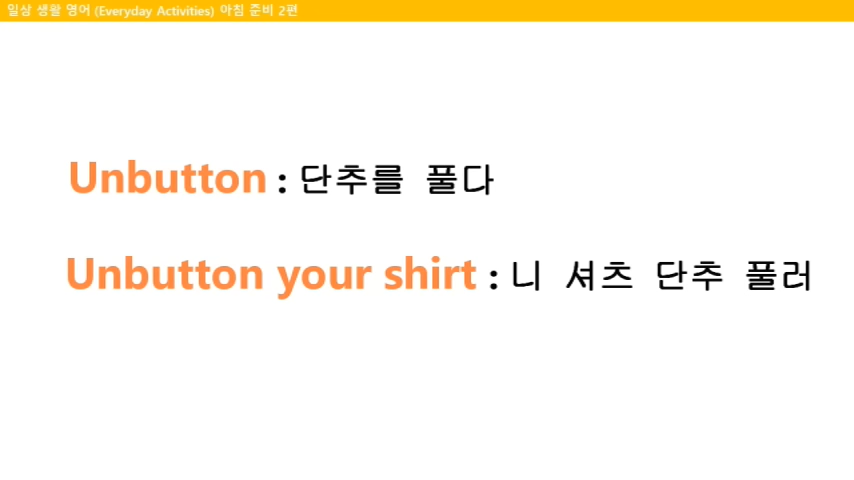 일상 생활 영어 (Everyday Activities) 아침 준비 2편
Unbutton : 단추를 풀다
Unbutton your shirt : 니 셔츠 단추 풀러